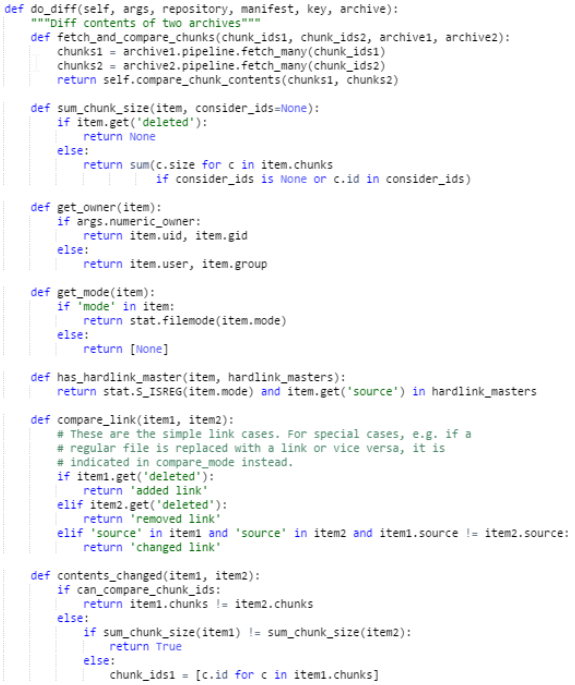 def do_diff(self, args, repository, manifest, key, archive):
    """Diff contents of two archives"""
    def fetch_and_compare_chunks(chunk_ids1, chunk_ids2, archive1, archive2):
        chunks1 = archive1.pipeline.fetch_many(chunk_ids1)
        chunks2 = archive2.pipeline.fetch_many(chunk_ids2)
        return self.compare_chunk_contents(chunks1, chunks2)

    def sum_chunk_size(item, consider_ids=None):
        if item.get('deleted'):
            return None
        else:
            return sum(c.size for c in item.chunks
                       if consider_ids is None or c.id in consider_ids)

    def get_owner(item):
        if args.numeric_owner:
            return item.uid, item.gid
        else:
            return item.user, item.group

    def get_mode(item):
        if 'mode' in item:
            return stat.filemode(item.mode)
        else:
            return [None]

    def has_hardlink_master(item, hardlink_masters):
        return stat.S_ISREG(item.mode) and item.get('source') in hardlink_masters

    def compare_link(item1, item2):
        # These are the simple link cases. For special cases, e.g. if a
        # regular file is replaced with a link or vice versa, it is
        # indicated in compare_mode instead.
        if item1.get('deleted'):
            return 'added link'
        elif item2.get('deleted'):
            return 'removed link'
        elif 'source' in item1 and 'source' in item2 and item1.source != item2.source:
            return 'changed link'

    def contents_changed(item1, item2):
        if can_compare_chunk_ids:
            return item1.chunks != item2.chunks
        else:
            if sum_chunk_size(item1) != sum_chunk_size(item2):
                return True
            else:
                chunk_ids1 = [c.id for c in item1.chunks]